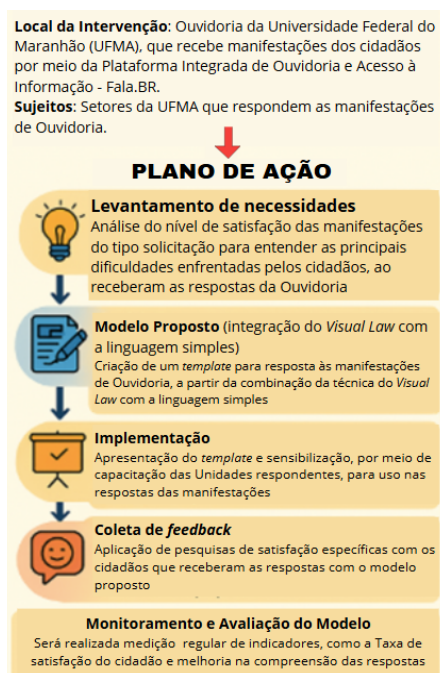 Local da Intervenção: Ouvidoria da Universidade Federal do
Maranhão (UFMA), que recebe manifestações dos cidadãos
por meio da Plataforma Integrada de Ouvidoria e Acesso à
Informação - Fala.BR.
Sujeitos: Setores da UFMA que respondem as manifestações
de Ouvidoria.
PLANO DE AÇÃO
Levantamento de necessidades
Análise do nível de satisfação das manifestações
do tipo solicitação para entender as principais
dificuldades enfrentadas pelos cidadãos, ao
receberam as respostas da Ouvidoria
Modelo Proposto (integração do Visual Law com
a linguagem simples)
Criação de um template para resposta às manifestações
de Ouvidoria, a partir da combinação da técnica do Visual
Law com a linguagem simples
Implementação
Apresentação do template e sensibilização, por meio de
capacitação das Unidades respondentes, para uso nas
respostas das manifestações
Coleta de feedback
Aplicação de pesquisas de satisfação específicas com os
cidadãos que receberam as respostas com o modelo
proposto
Monitoramento e Avaliação do Modelo
Será realizada medição regular de indicadores, como a Taxa de
satisfação do cidadão e melhoria na compreensão das respostas